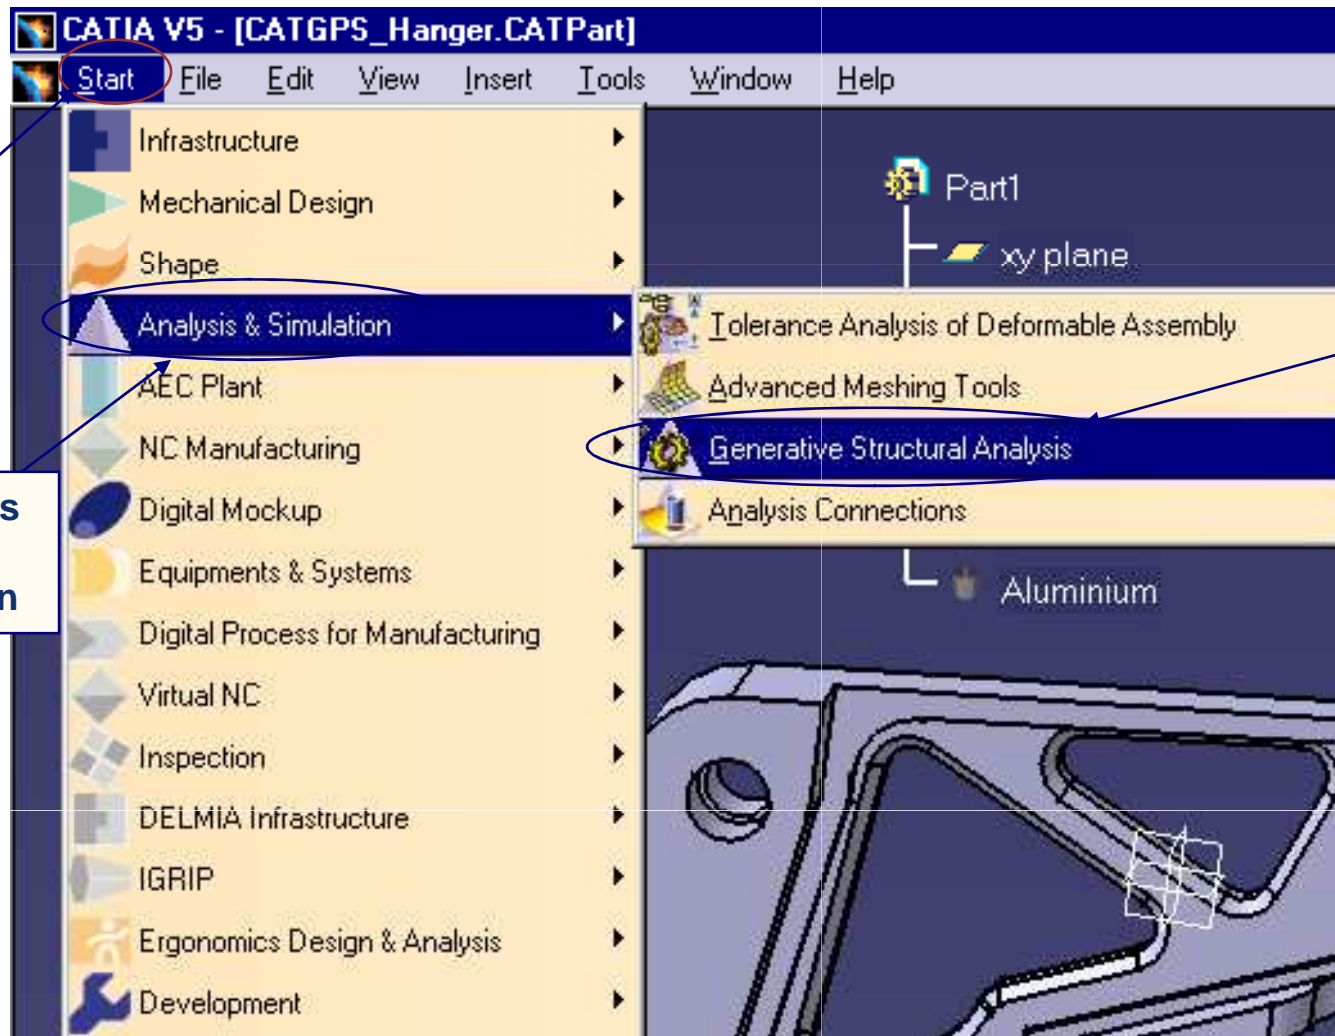 CATIA V5 - [CATGPS_Hanger.CATPart]
Start File Edit View Insert Tools Window Help
Infrastructure
Mechanical Design
Shape
Analysis & Simulation
AEC Plant
NC Manufacturing
Digital Mockup
Equipments & Systems
Digital Process for Manufacturing
Virtual NC
Inspection
DELMIA Infrastructure
IGRIP
Ergonomics Design & Analysis
Development
Tolerance Analysis of Deformable Assembly
Advanced Meshing Tools
Generative Structural Analysis
Analysis Connections
Part1
xy plane
Aluminium
s
n